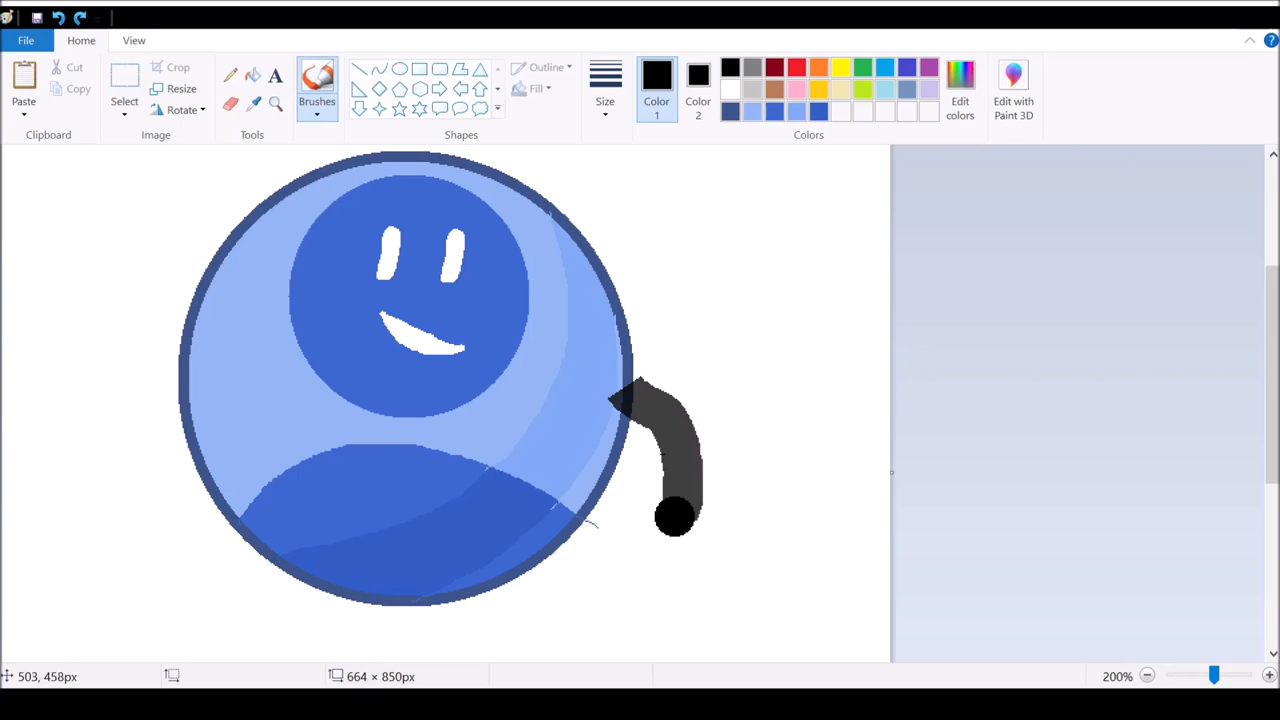 File Home View
Paste
Cut
Copy
Clipboard
Select
Crop
Resize
Rotate
Image
A
Tools
Brushes
Outline
Fill
Shapes
Size
Color 1
Color 2
Edit colors
Colors
Edit with Paint 3D
503, 458px
664 × 850px
200%